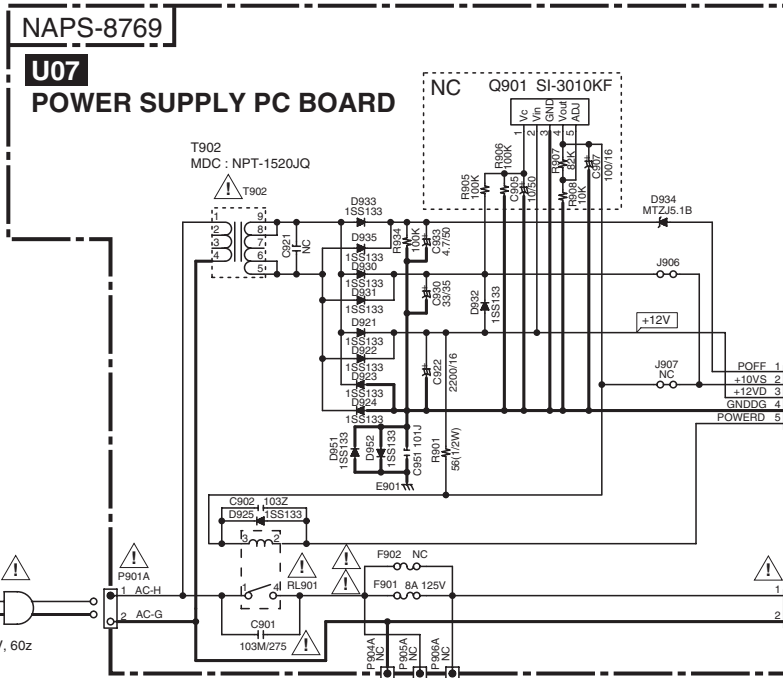 NAPS-8769
U07
POWER SUPPLY PC BOARD
NC
Q901 SI-3010KF
Vc
Vin
GND
Vout
ADJ
1
2
3
4
5
R905
100K
R906
100K
C905
10/50
R907
82K
R908
10K
C907
100/16
T902
MDC : NPT-1520JQ
T902
1
2
3
4
9
8
7
6
5
C921
NC
D933
1SS133
D935
1SS133
D930
1SS133
D931
1SS133
D921
1SS133
D922
1SS133
D923
1SS133
D924
1SS133
R934
100K
C933
4.7/50
C930
33/35
C922
2200/16
D932
1SS133
D934
MTZJ5.1B
J906
+12V
J907
NC
POFF 1
+10VS 2
+12VD 3
GNDDG 4
POWERD 5
D951
1SS133
D952
1SS133
C951 101J
R901
56(1/2W)
E901
C902 103Z
D925 1SS133
3
2
1
4
RL901
C901
103M/275
P901A
1 AC-H
2 AC-G
F902 NC
F901 8A 125V
P904A
NC
P905A
NC
P906A
NC
1
2
, 60z